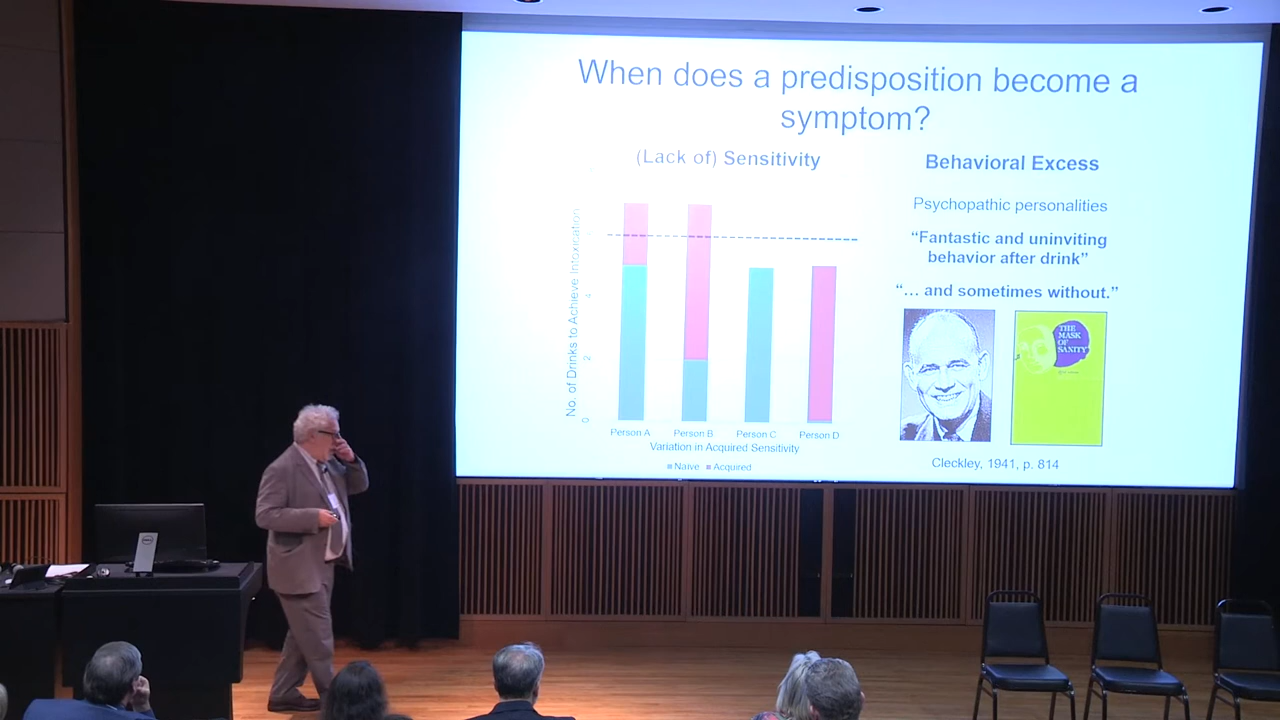 When does a predisposition become a
symptom?
(Lack of) Sensitivity
No. of Drinks to Achieve Intoxication
0
2
4
Person A
Person B
Person C
Person D
Variation in Acquired Sensitivity
Naive
Acquired
Behavioral Excess
Psychopathic personalities
“Fantastic and uninviting
behavior after drink”
“... and sometimes without.”
THE
MASK
OF
SANITY
Cleckley, 1941, p. 814
DELL